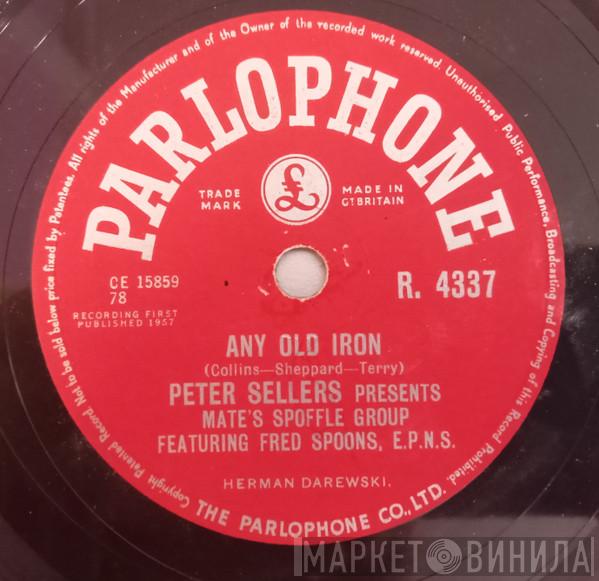 Copyright Patented Record. Not to be sold below price fixed by Patentees. All rights of the Manufacturer and of the Owner of the recorded work reserved. Unauthorised Public Performance, Broadcasting and Copying of this Record Prohibited.
PARLOPHONE
TRADE MARK
£
MADE IN GT BRITAIN
CE 15859
78
R. 4337
RECORDING FIRST
PUBLISHED 1957
ANY OLD IRON
(Collins—Sheppard—Terry)
PETER SELLERS PRESENTS
MATE'S SPOFFLE GROUP
FEATURING FRED SPOONS, E.P.N.S.
HERMAN DAREWSKI.
THE PARLOPHONE CO., LTD.
МАРКЕТ ВИНИЛА